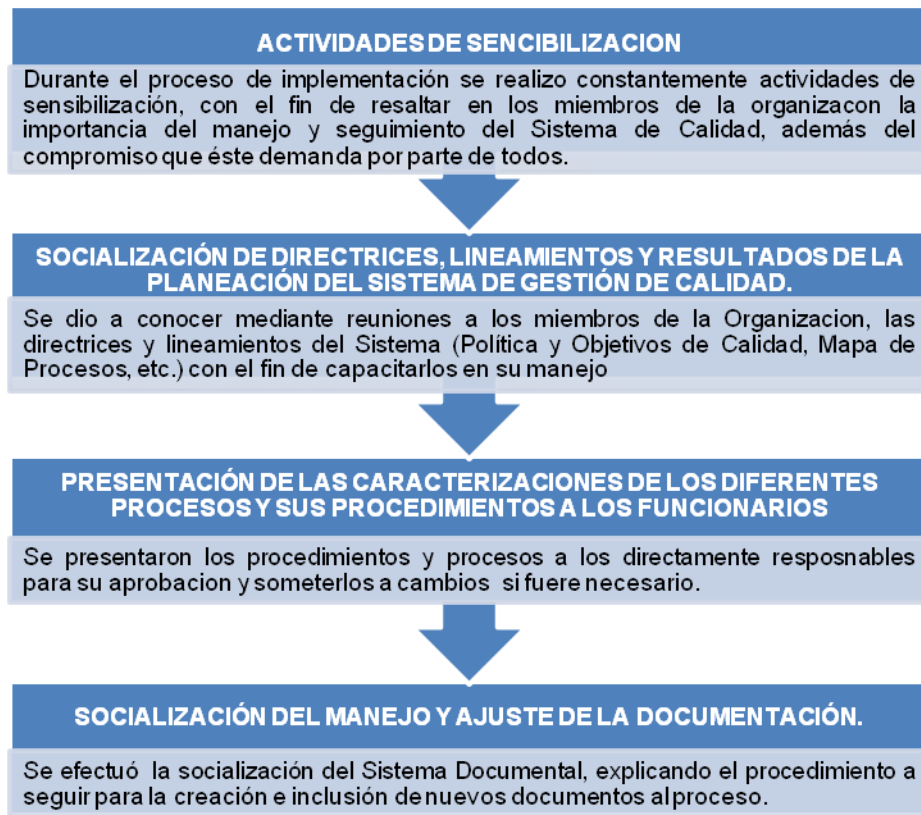 ACTIVIDADES DE SENCIBILIZACION
Durante el proceso de implementación se realizo constantemente actividades de
sensibilización, con el fin de resaltar en los miembros de la organizacon la
importancia del manejo y seguimiento del Sistema de Calidad, además del
compromiso que éste demanda por parte de todos.
SOCIALIZACIÓN DE DIRECTRICES, LINEAMIENTOS Y RESULTADOS DE LA
PLANEACIÓN DEL SISTEMA DE GESTIÓN DE CALIDAD.
Se dio a conocer mediante reuniones a los miembros de la Organizacion, las
directrices y lineamientos del Sistema (Política y Objetivos de Calidad, Mapa de
Procesos, etc.) con el fin de capacitarlos en su manejo
PRESENTACIÓN DE LAS CARACTERIZACIONES DE LOS DIFERENTES
PROCESOS Y SUS PROCEDIMIENTOS A LOS FUNCIONARIOS
Se presentaron los procedimientos y procesos a los directamente resposnables
para su aprobacion y someterlos a cambios si fuere necesario.
SOCIALIZACIÓN DEL MANEJO Y AJUSTE DE LA DOCUMENTACIÓN.
Se efectuó la socialización del Sistema Documental, explicando el procedimiento a
seguir para la creación e inclusión de nuevos documentos al proceso.